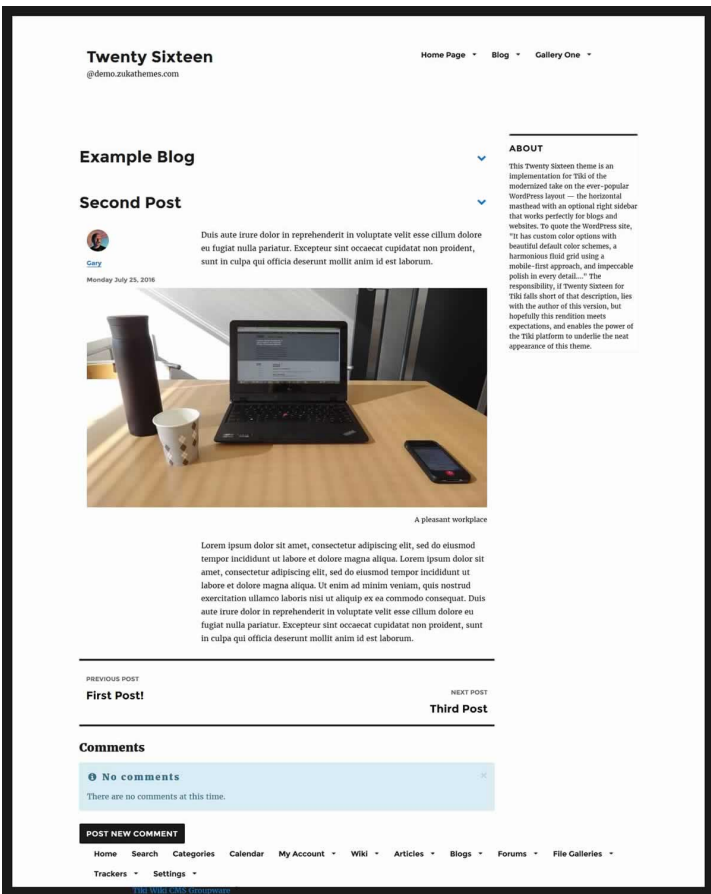 Twenty Sixteen
@demo.zukathemes.com
Home Page Blog Gallery One
Example Blog
Second Post
Gary
Monday July 25, 2016
Duis aute irure dolor in reprehenderit in voluptate velit esse cillum dolore
eu fugiat nulla pariatur. Excepteur sint occaecat cupidatat non proident,
sunt in culpa qui officia deserunt mollit anim id est laborum.
A pleasant workplace
Lorem ipsum dolor sit amet, consectetur adipiscing elit, sed do eiusmod
tempor incididunt ut labore et dolore magna aliqua. Lorem ipsum dolor sit
amet, consectetur adipiscing elit, sed do eiusmod tempor incididunt ut
labore et dolore magna aliqua. Ut enim ad minim veniam, quis nostrud
exercitation ullamco laboris nisi ut aliquip ex ea commodo consequat. Duis
aute irure dolor in reprehenderit in voluptate velit esse cillum dolore eu
fugiat nulla pariatur. Excepteur sint occaecat cupidatat non proident, sunt
in culpa qui officia deserunt mollit anim id est laborum.
PREVIOUS POST
First Post!
NEXT POST
Third Post
Comments
No comments
×
There are no comments at this time.
POST NEW COMMENT
ABOUT
This Twenty Sixteen theme is an
implementation for Tiki of the
modernized take on the ever-popular
WordPress layout — the horizontal
masthead with an optional right sidebar
that works perfectly for blogs and
websites. To quote the WordPress site,
"It has custom color options with
beautiful default color schemes, a
harmonious fluid grid using a
mobile-first approach, and impeccable
polish in every detail...." The
responsibility, if Twenty Sixteen for
Tiki falls short of that description, lies
with the author of this version, but
hopefully this rendition meets
expectations, and enables the power of
the Tiki platform to underlie the neat
appearance of this theme.
Home Search Categories Calendar My Account Wiki Articles Blogs Forums File Galleries
Trackers Settings
Tiki Wiki CMS Groupware